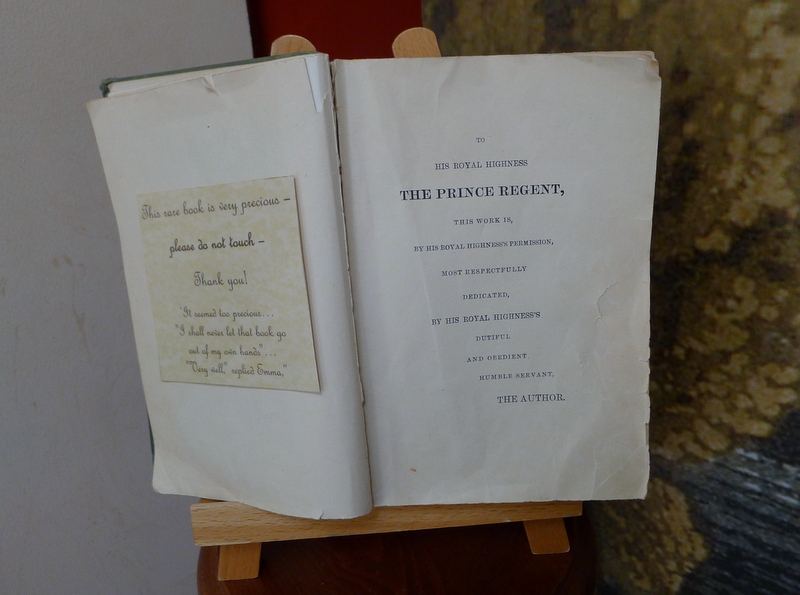 This rare book is very precious –
please do not touch –
Thank you!
"It seemed too precious...
"I shall never let that book go
out of my own hands"...
"Very well," replied Emma,"
TO
HIS ROYAL HIGHNESS
THE PRINCE REGENT,
THIS WORK IS,
BY HIS ROYAL HIGHNESS'S PERMISSION,
MOST RESPECTFULLY
DEDICATED,
BY HIS ROYAL HIGHNESS'S
DUTIFUL
AND OBEDIENT,
HUMBLE SERVANT,
THE AUTHOR.